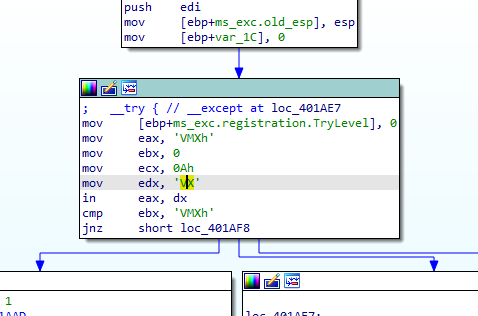 push    edi
mov     [ebp+ms_exc.old_esp], esp
mov     [ebp+var_1C], 0
;   __try { // __except at loc_401AE7
mov     [ebp+ms_exc.registration.TryLevel], 0
mov     eax, 'VMXh'
mov     ebx, 0
mov     ecx, 0Ah
mov     edx, 'VX'
in      eax, dx
cmp     ebx, 'VMXh'
jnz     short loc_401AF8
1